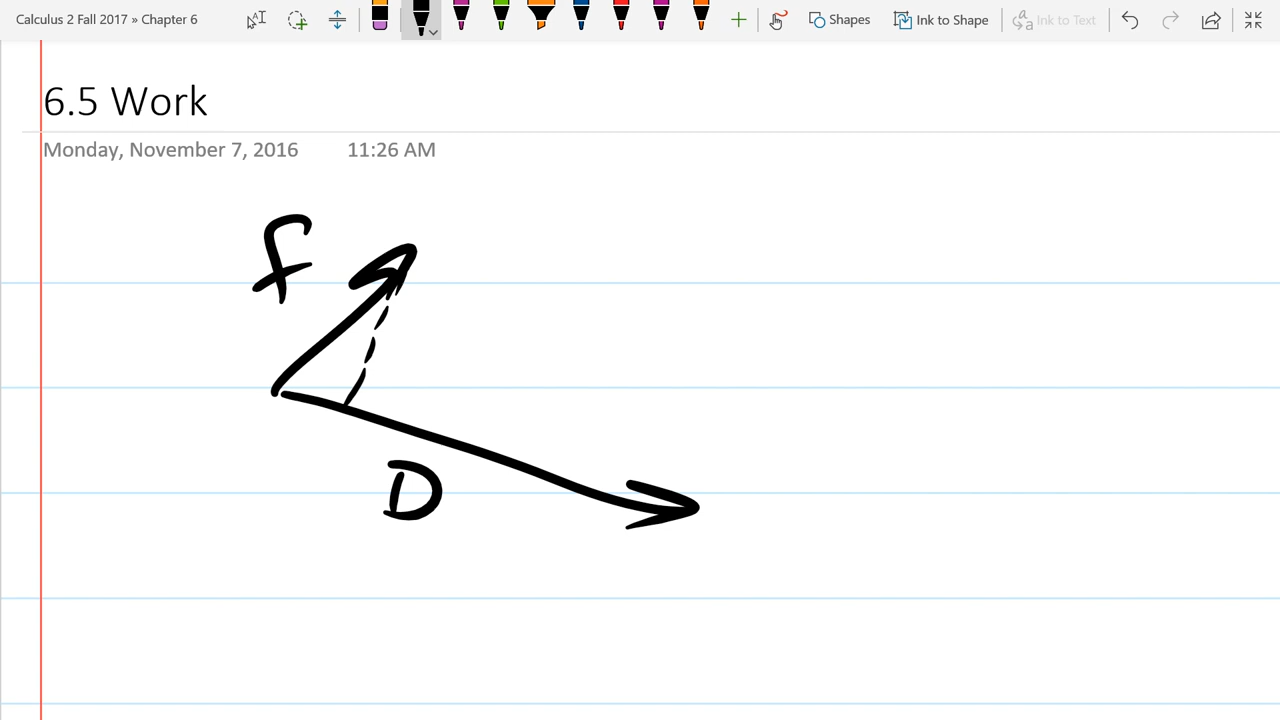 Calculus 2 Fall 2017 » Chapter 6
Shapes
Ink to Shape
Ink to Text
6.5 Work
Monday, November 7, 2016 11:26 AM
F
D